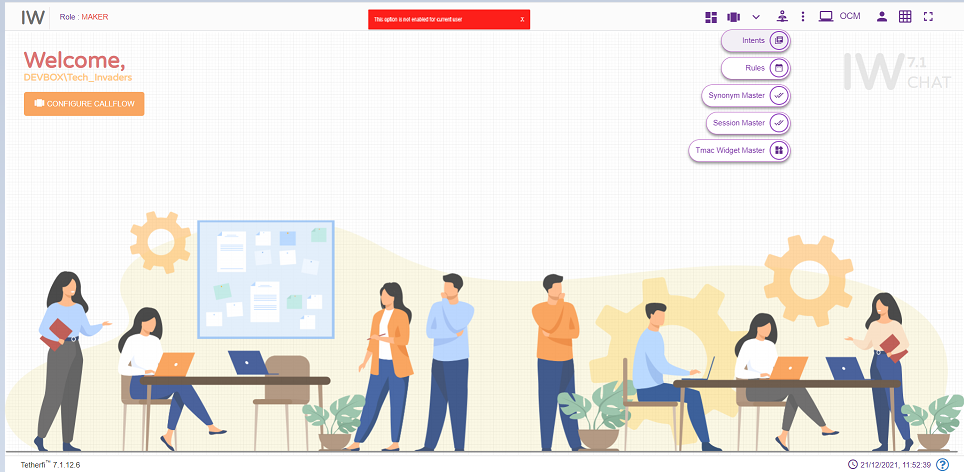 IW
Role : MAKER
This option is not enabled for current user
X
OCM
Welcome,
DEVBOX\Tech_Invaders
CONFIGURE CALLFLOW
Intents
Rules
Synonym Master
Session Master
Tmac Widget Master
IW 7.1
CHAT
Tetherfi™ 7.1.12.6
21/12/2021, 11:52:39
?